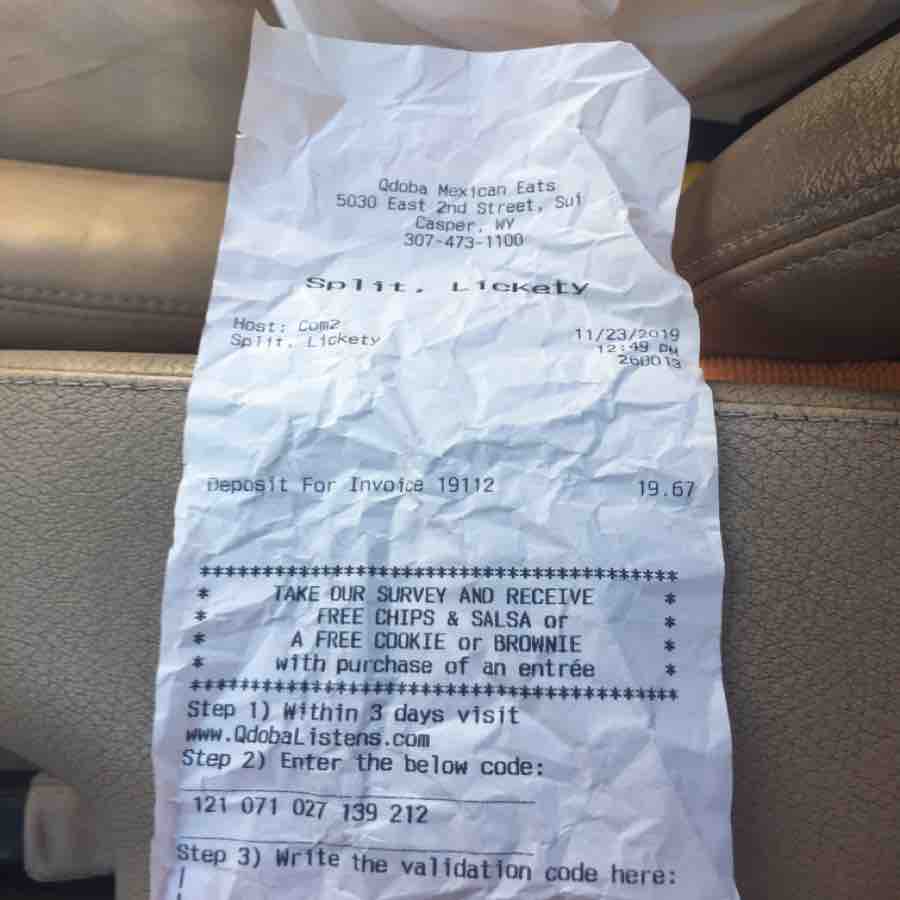 Qdoba Mexican Eats
5030 East 2nd Street, Sui
Casper, WY
307-473-1100
Split, Lickety
Host: Com2
11/23/2019
Split, Lickety
12:49 PM
260013
Deposit For Invoice 19112 19.67
*****************************************
* TAKE OUR SURVEY AND RECEIVE *
* FREE CHIPS & SALSA or *
* A FREE COOKIE or BROWNIE *
* with purchase of an entrée *
*****************************************
Step 1) Within 3 days visit
www.QdobaListens.com
Step 2) Enter the below code:
121 071 027 139 212
Step 3) Write the validation code here: